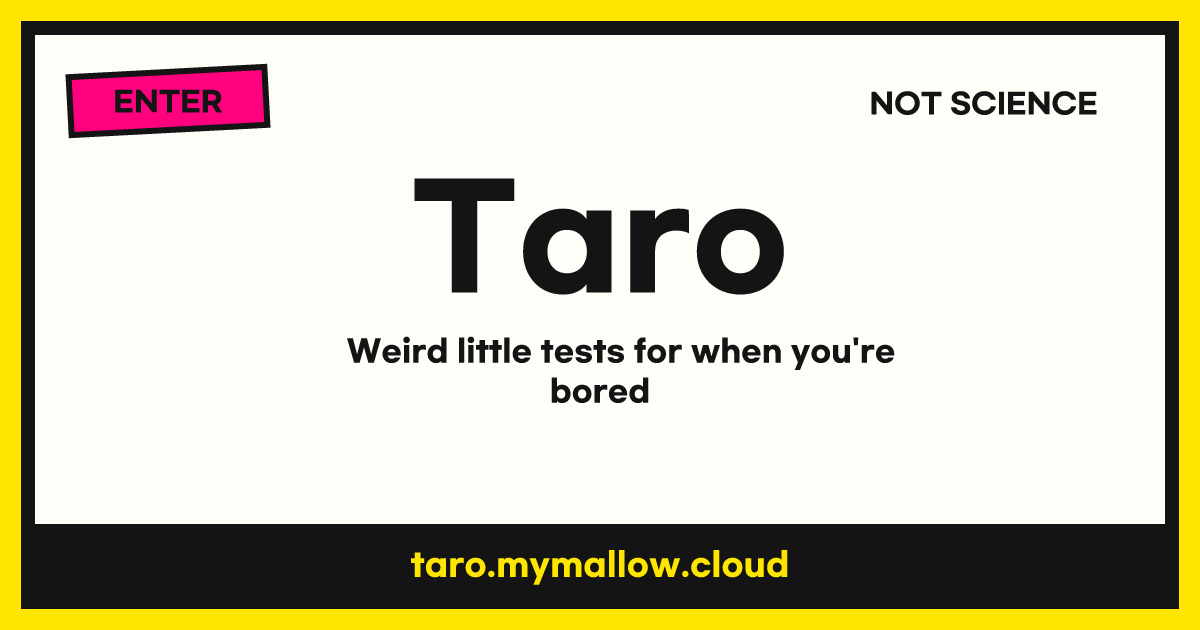 ENTER
NOT SCIENCE
Taro
Weird little tests for when you're
bored
taro.mymallow.cloud